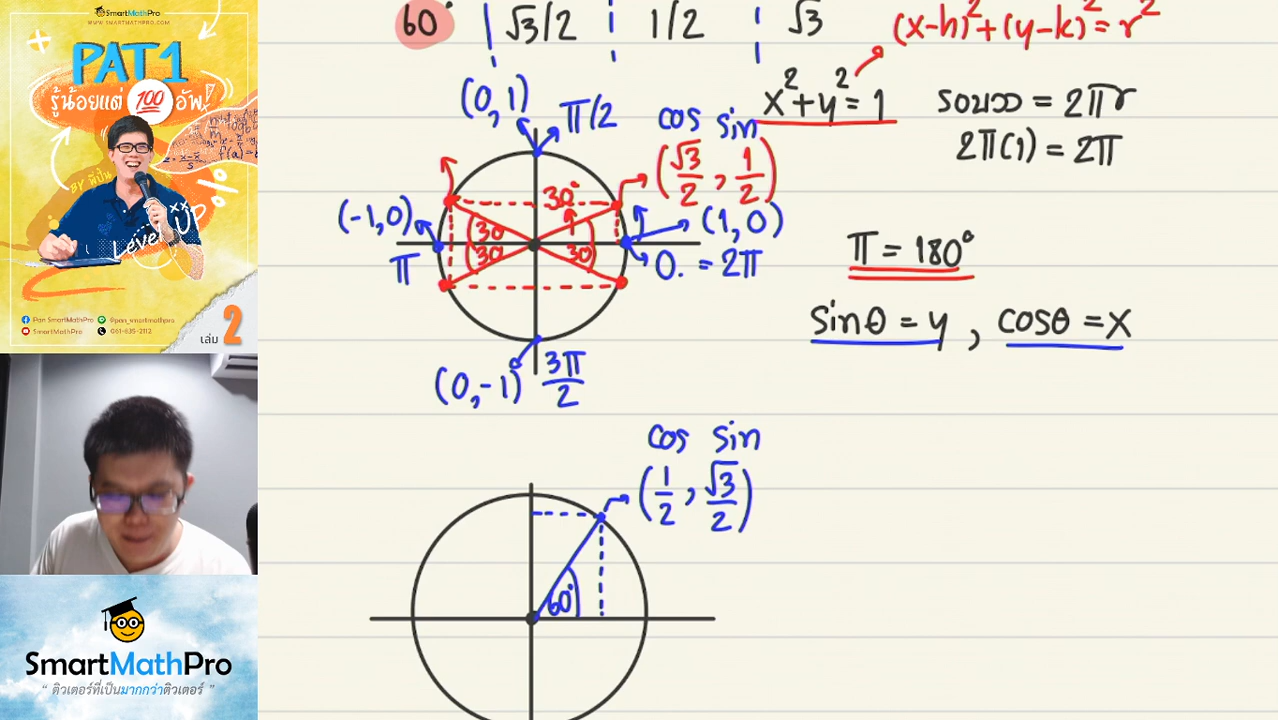 SmartMathPro
WWW.SMARTMATHPRO.COM
PAT1
รู้น้อยแต่ 100 อัพ!
BY พี่ปั้น
Level UP
Pan SmartMathPro @pan_smartmathpro
SmartMathPro 061-635-2112
เล่ม 2
SmartMathPro
“ ติวเตอร์ที่เป็นมากกว่าติวเตอร์ ”
60° √3/2 1/2 √3
(x-h)²+(y-k)² = r²
x²+y² = 1
รอบวง = 2πr
2π(1) = 2π
(0,1) π/2
cos sin
(√3/2, 1/2)
30°
30
30
30
(-1,0)
π
(1,0)
0. = 2π
(0,-1) 3π/2
π = 180°
sinθ = y , cosθ = x
cos sin
(1/2, √3/2)
60°